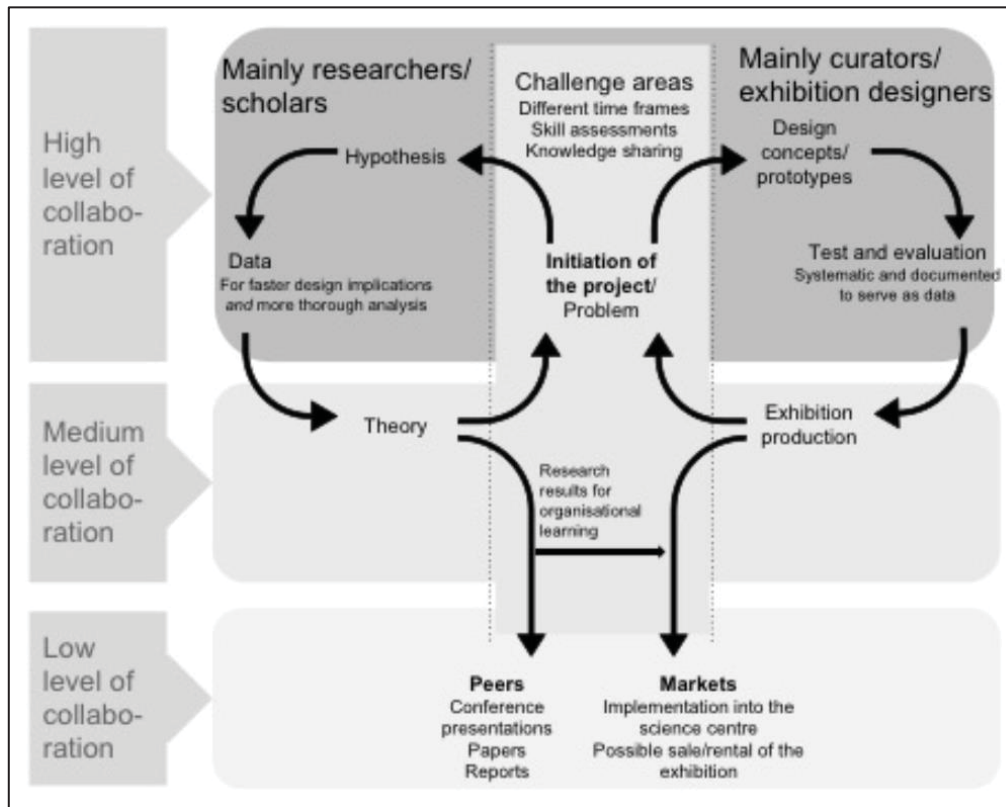 High
level of
collabo-
ration
Mainly researchers/
scholars
Hypothesis
Data
For faster design implications
and more thorough analysis
Challenge areas
Different time frames
Skill assessments
Knowledge sharing
Initiation of
the project/
Problem
Mainly curators/
exhibition designers
Design
concepts/
prototypes
Test and evaluation
Systematic and documented
to serve as data
Medium
level of
collabo-
ration
Theory
Research
results for
organisational
learning
Exhibition
production
Low
level of
collabo-
ration
Peers
Conference
presentations
Papers
Reports
Markets
Implementation into the
science centre
Possible sale/rental of the
exhibition